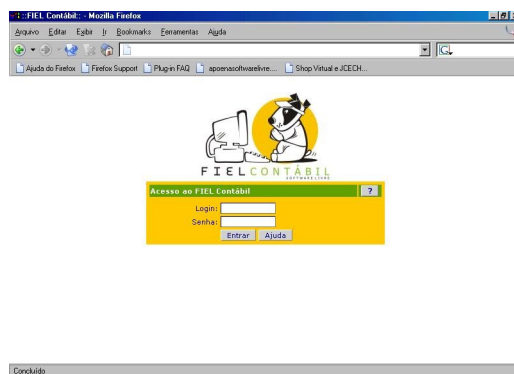 ::FIEL Contábil:: - Mozilla Firefox
Arquivo Editar Exibir Ir Bookmarks Ferramentas Ajuda
G
Ajuda do Firefox Firefox Support Plug-in FAQ apoenasoftwarelivre.... Shop Virtual e JCECH...
FIEL CONTÁBIL
SOFTWARE LIVRE
Acesso ao FIEL Contábil ?
Login:
Senha:
Entrar Ajuda
Concluído